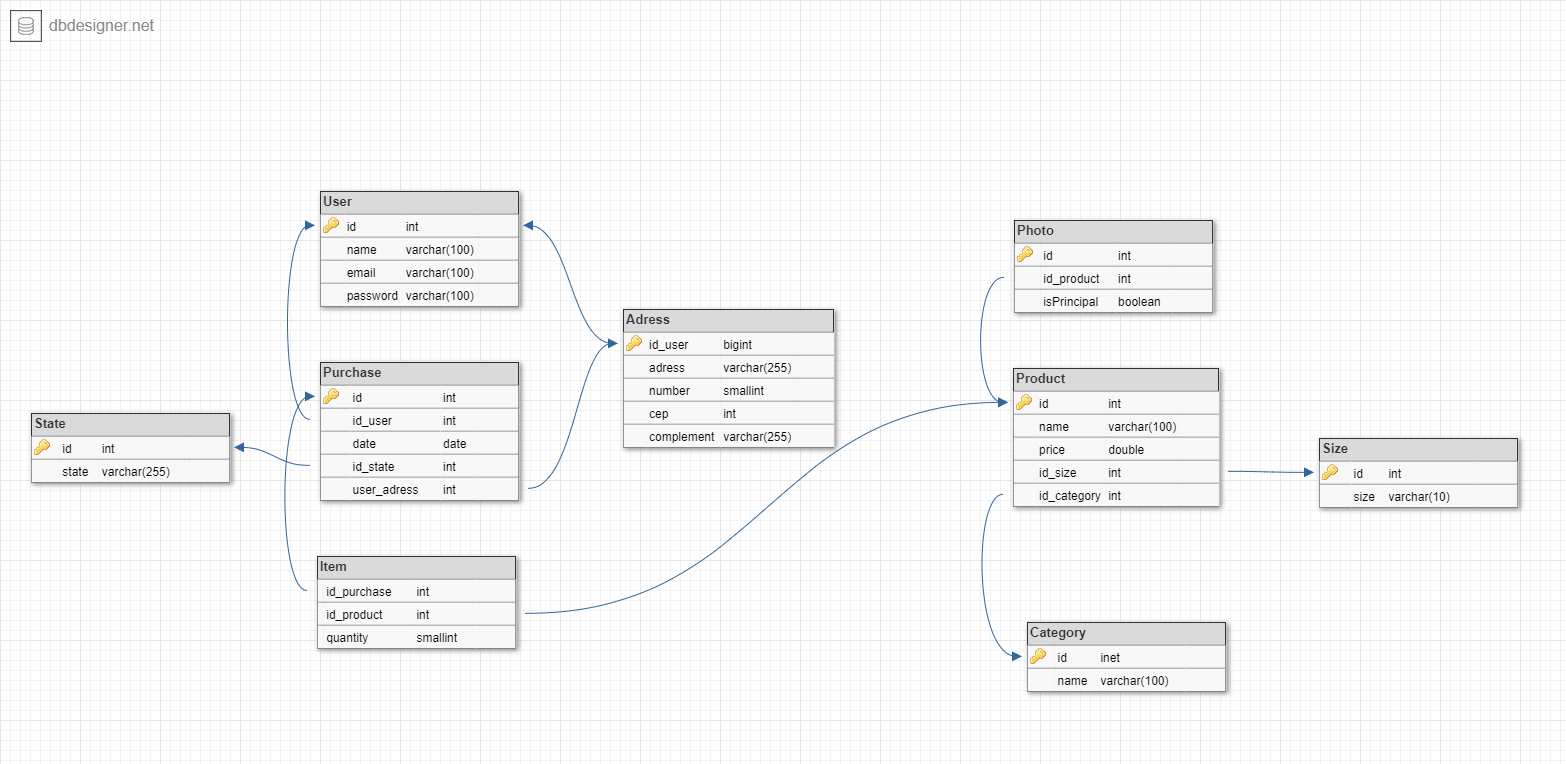 dbdesigner.net
User
id int
name varchar(100)
email varchar(100)
password varchar(100)
Purchase
id int
id_user int
date date
id_state int
user_adress int
State
id int
state varchar(255)
Item
id_purchase int
id_product int
quantity smallint
Adress
id_user bigint
adress varchar(255)
number smallint
cep int
complement varchar(255)
Photo
id int
id_product int
isPrincipal boolean
Product
id int
name varchar(100)
price double
id_size int
id_category int
Size
id int
size varchar(10)
Category
id inet
name varchar(100)